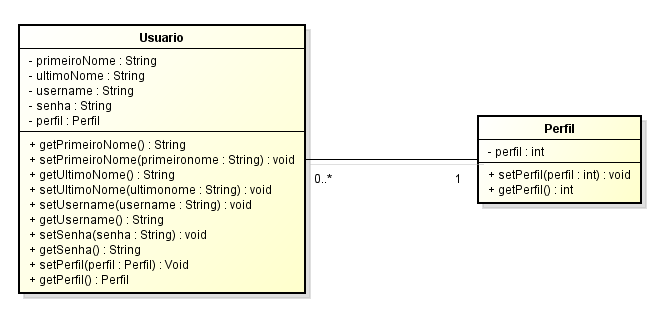 Usuario
- primeiroNome : String
- ultimoNome : String
- username : String
- senha : String
- perfil : Perfil
+ getPrimeiroNome() : String
+ setPrimeiroNome(primeironome : String) : void
+ getUltimoNome() : String
+ setUltimoNome(ultimonome : String) : void
+ setUsername(username : String) : void
+ getUsername() : String
+ setSenha(senha : String) : void
+ getSenha() : String
+ setPerfil(perfil : Perfil) : Void
+ getPerfil() : Perfil
0..*
1
Perfil
- perfil : int
+ setPerfil(perfil : int) : void
+ getPerfil() : int